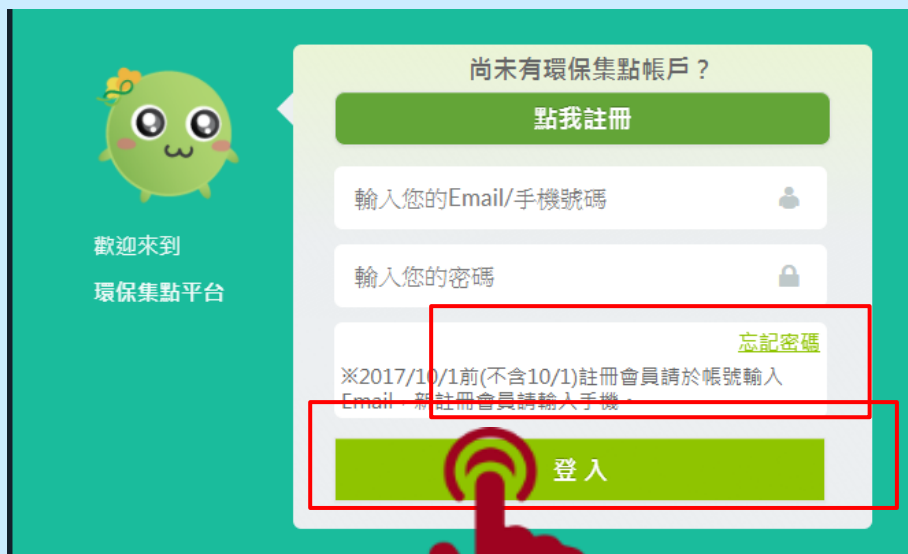 尚未有環保集點帳戶？
點我註冊
輸入您的Email/手機號碼
輸入您的密碼
歡迎來到
環保集點平台
忘記密碼
※2017/10/1前(不含10/1)註冊會員請於帳號輸入
Email，新註冊會員請輸入手機。
登入